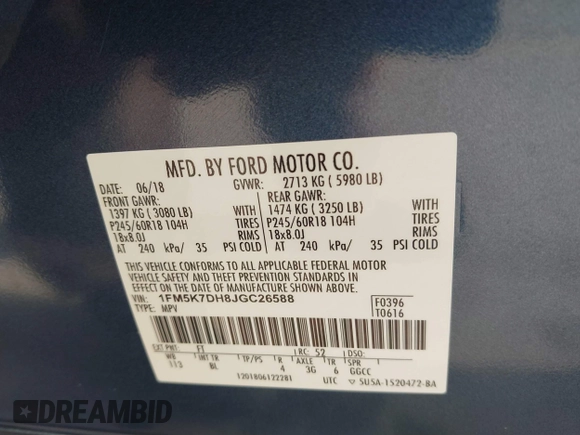 MFD. BY FORD MOTOR CO.
DATE: 06/18 GVWR: 2713 KG ( 5980 LB)
FRONT GAWR: REAR GAWR:
1397 KG ( 3080 LB) WITH 1474 KG ( 3250 LB) WITH
P245/60R18 104H TIRES P245/60R18 104H TIRES
18x8.0J RIMS 18x8.0J RIMS
AT 240 kPa/ 35 PSI COLD AT 240 kPa/ 35 PSI COLD
THIS VEHICLE CONFORMS TO ALL APPLICABLE FEDERAL MOTOR
VEHICLE SAFETY AND THEFT PREVENTION STANDARDS IN
EFFECT ON THE DATE OF MANUFACTURE SHOWN ABOVE.
VIN: 1FM5K7DH8JGC26588 F0396
TYPE: MPV T0616
EXT PNT: FT RC: 52 DSO:
WB INT TR TP/PS R AXLE TR SPR
113 BL 4 3G 6 GGCC
1201806122281 UTC 5U5A-1520472-BA
DREAMBID